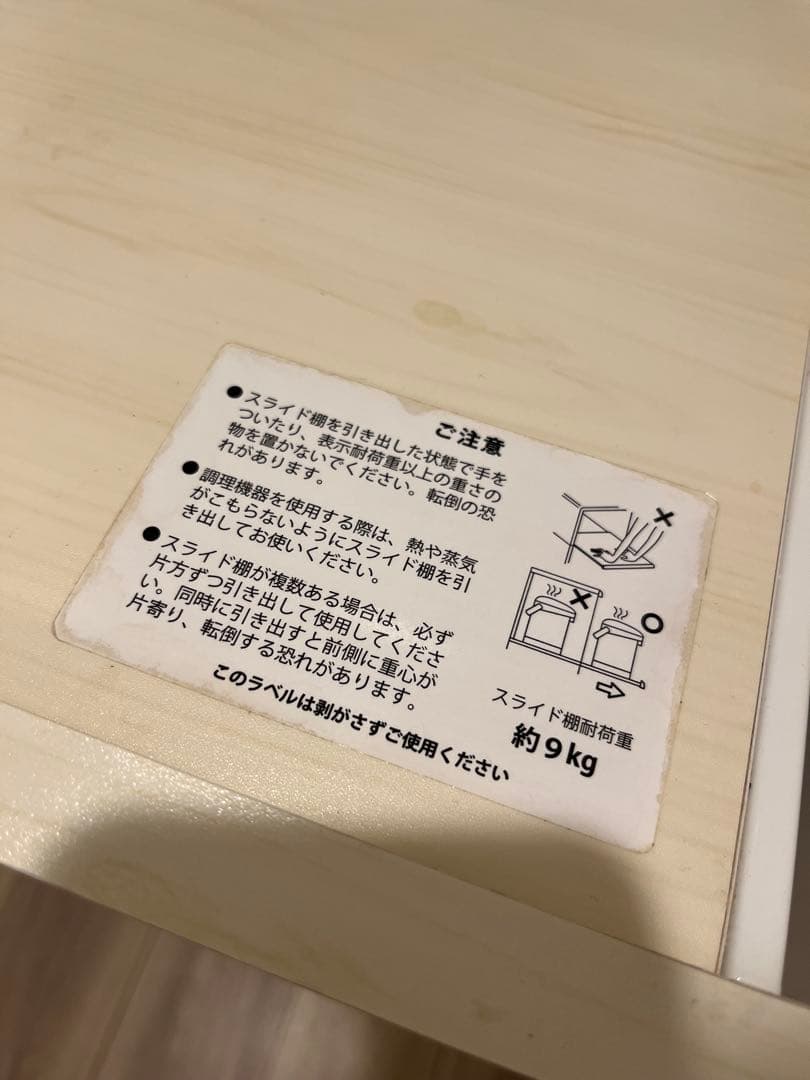 ご注意
●スライド棚を引き出した状態で手を
ついたり、表示耐荷重以上の重さの
物を置かないでください。転倒の恐
れがあります。
●調理機器を使用する際は、熱や蒸気
がこもらないようにスライド棚を引
き出してお使いください。
●スライド棚が複数ある場合は、必ず
片方ずつ引き出して使用してくださ
い。同時に引き出すと前側に重心が
片寄り、転倒する恐れがあります。
このラベルは剥がさずご使用ください
スライド棚耐荷重
約9kg